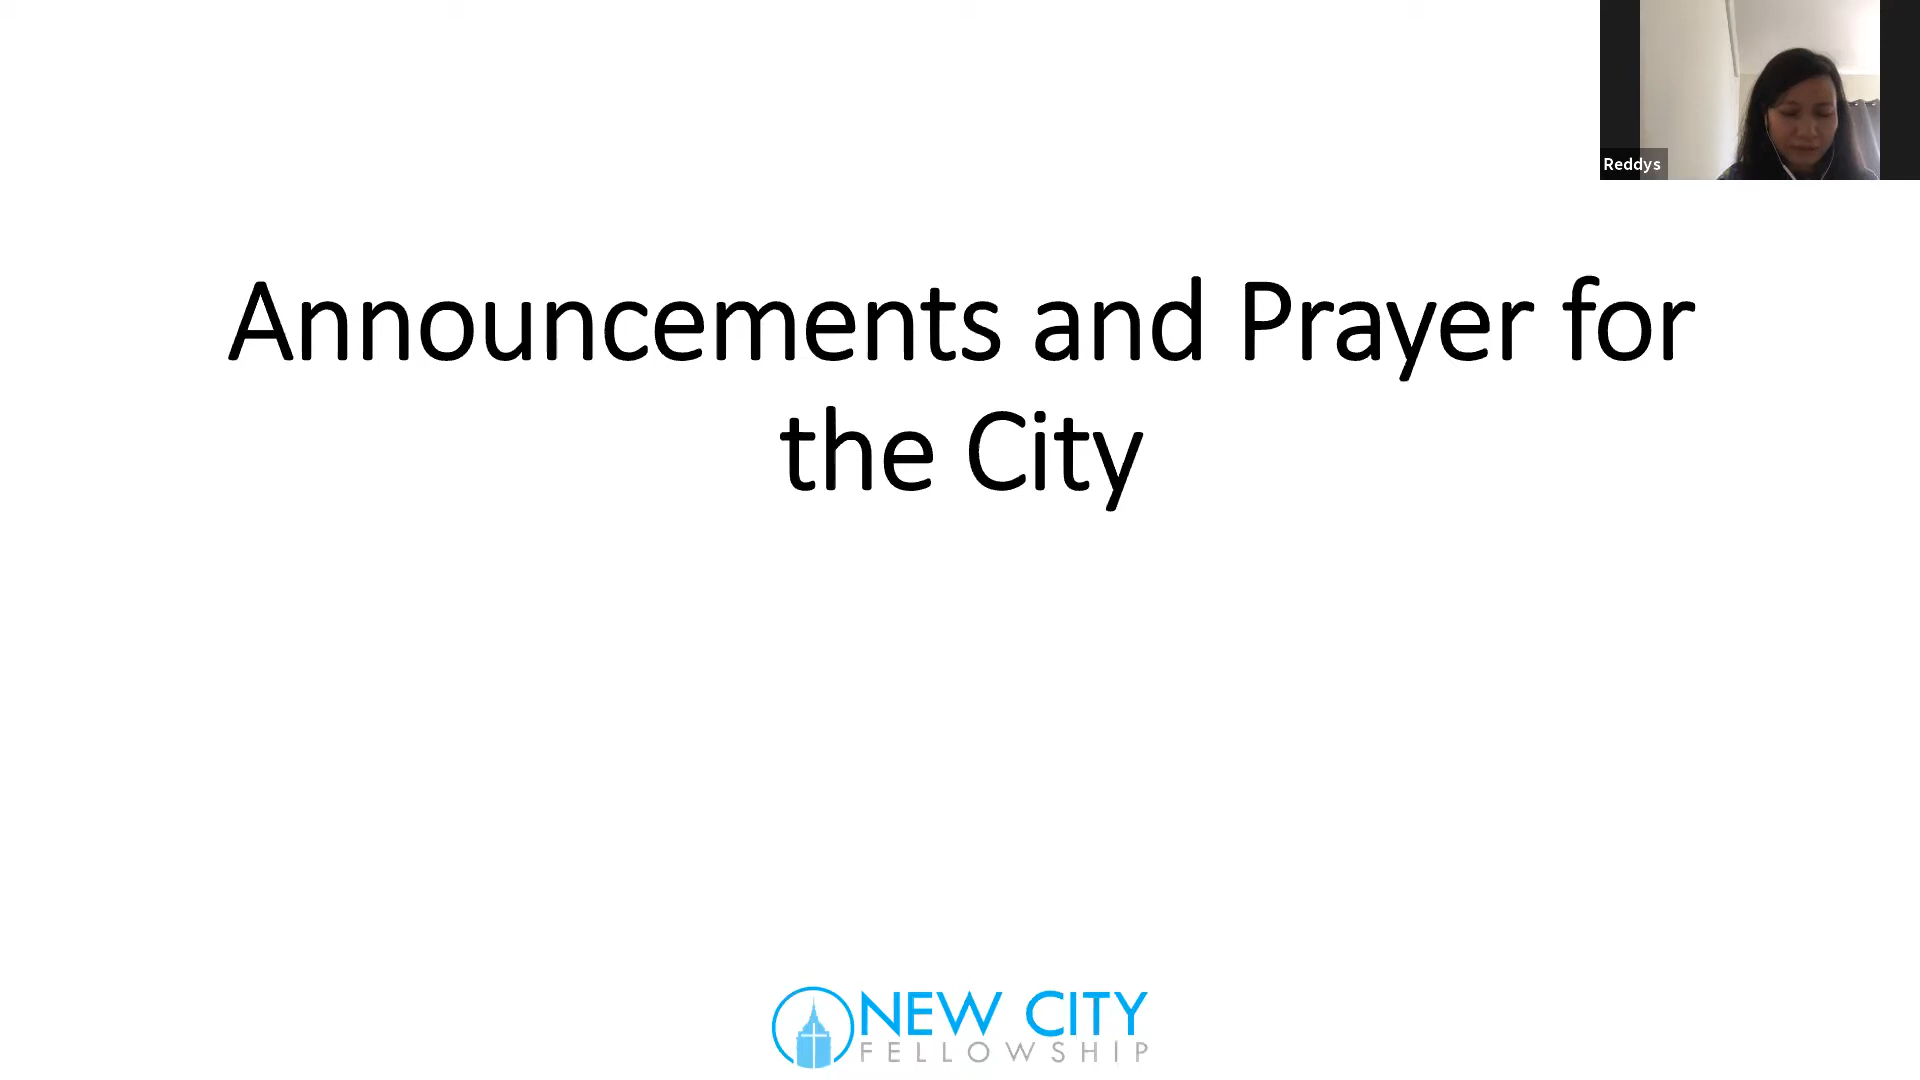 Reddys
Announcements and Prayer for
the City
NEW CITY
FELLOWSHIP